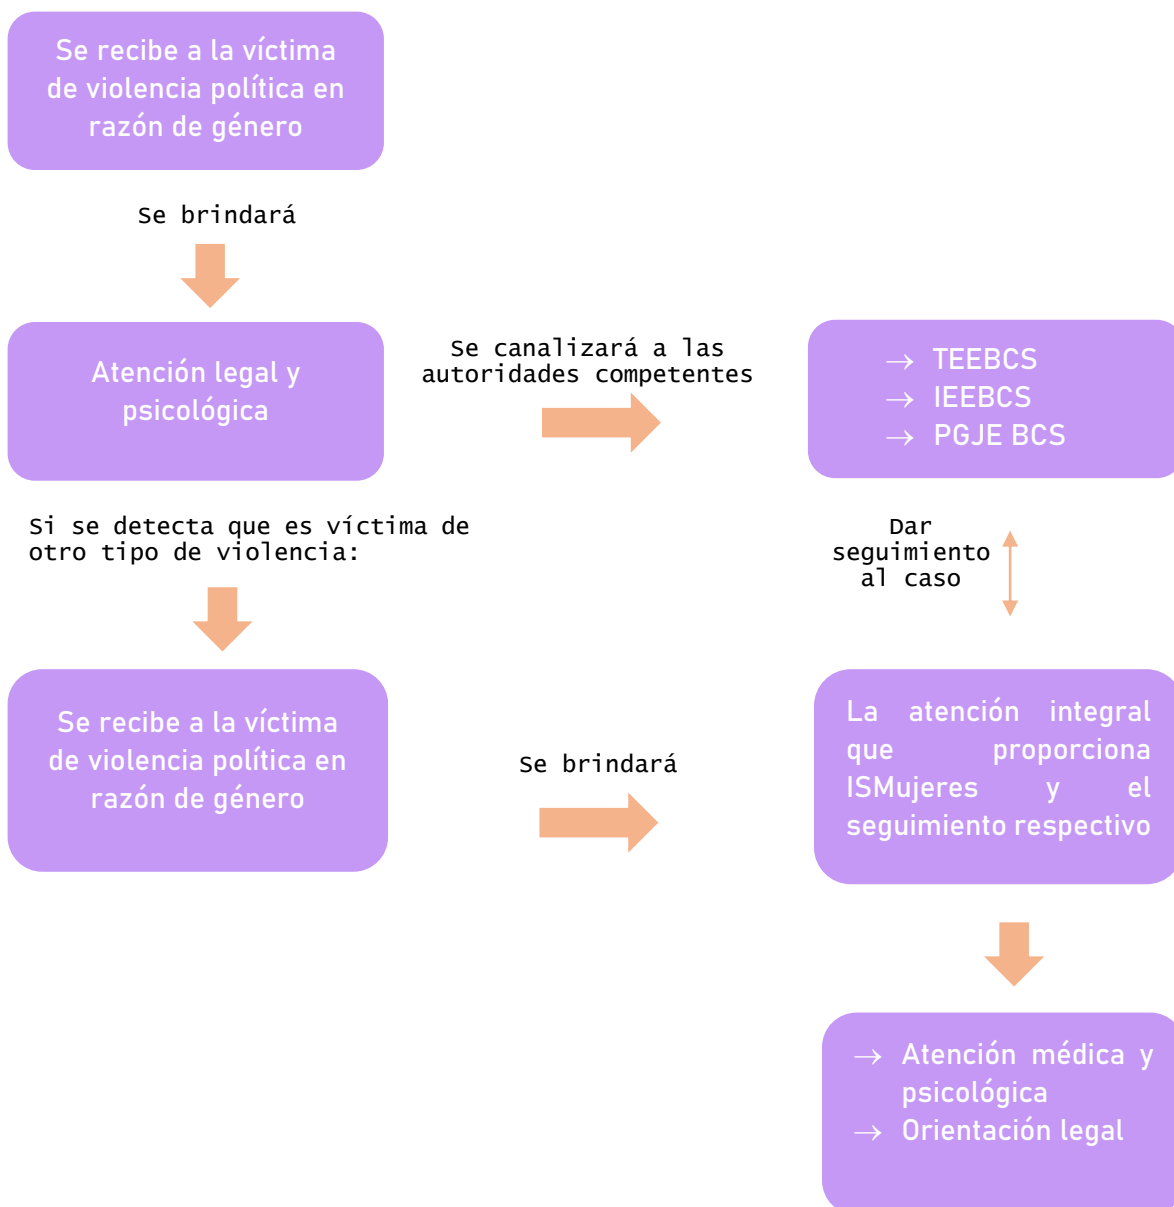 Se recibe a la víctima
de violencia política en
razón de género
Se brindará
Atención legal y
psicológica
Se canalizará a las
autoridades competentes
→ TEEBCS
→ IEEBCS
→ PGJE BCS
Si se detecta que es víctima de
otro tipo de violencia:
Dar
seguimiento
al caso
Se recibe a la víctima
de violencia política en
razón de género
Se brindará
La atención integral
que proporciona
ISMujeres y el
seguimiento respectivo
→ Atención médica y
psicológica
→ Orientación legal